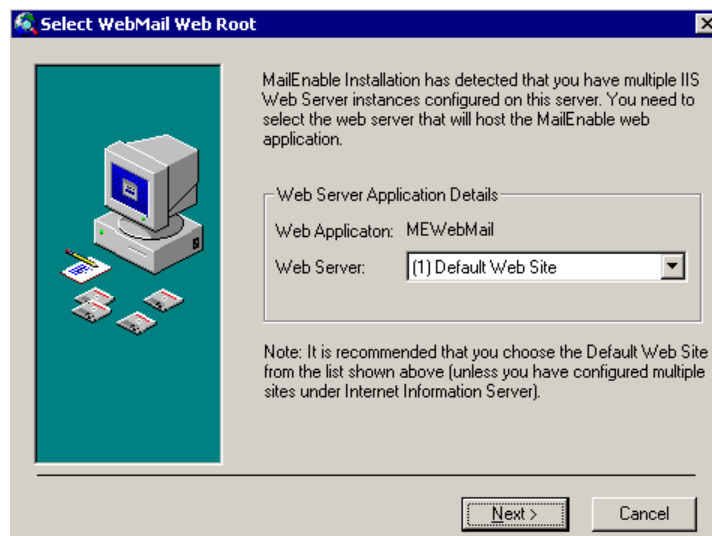 Select WebMail Web Root
MailEnable Installation has detected that you have multiple IIS
Web Server instances configured on this server. You need to
select the web server that will host the MailEnable web
application.
Web Server Application Details
Web Applicaton: MEWebMail
Web Server: (1) Default Web Site
Note: It is recommended that you choose the Default Web Site
from the list shown above (unless you have configured multiple
sites under Internet Information Server).
Next > Cancel